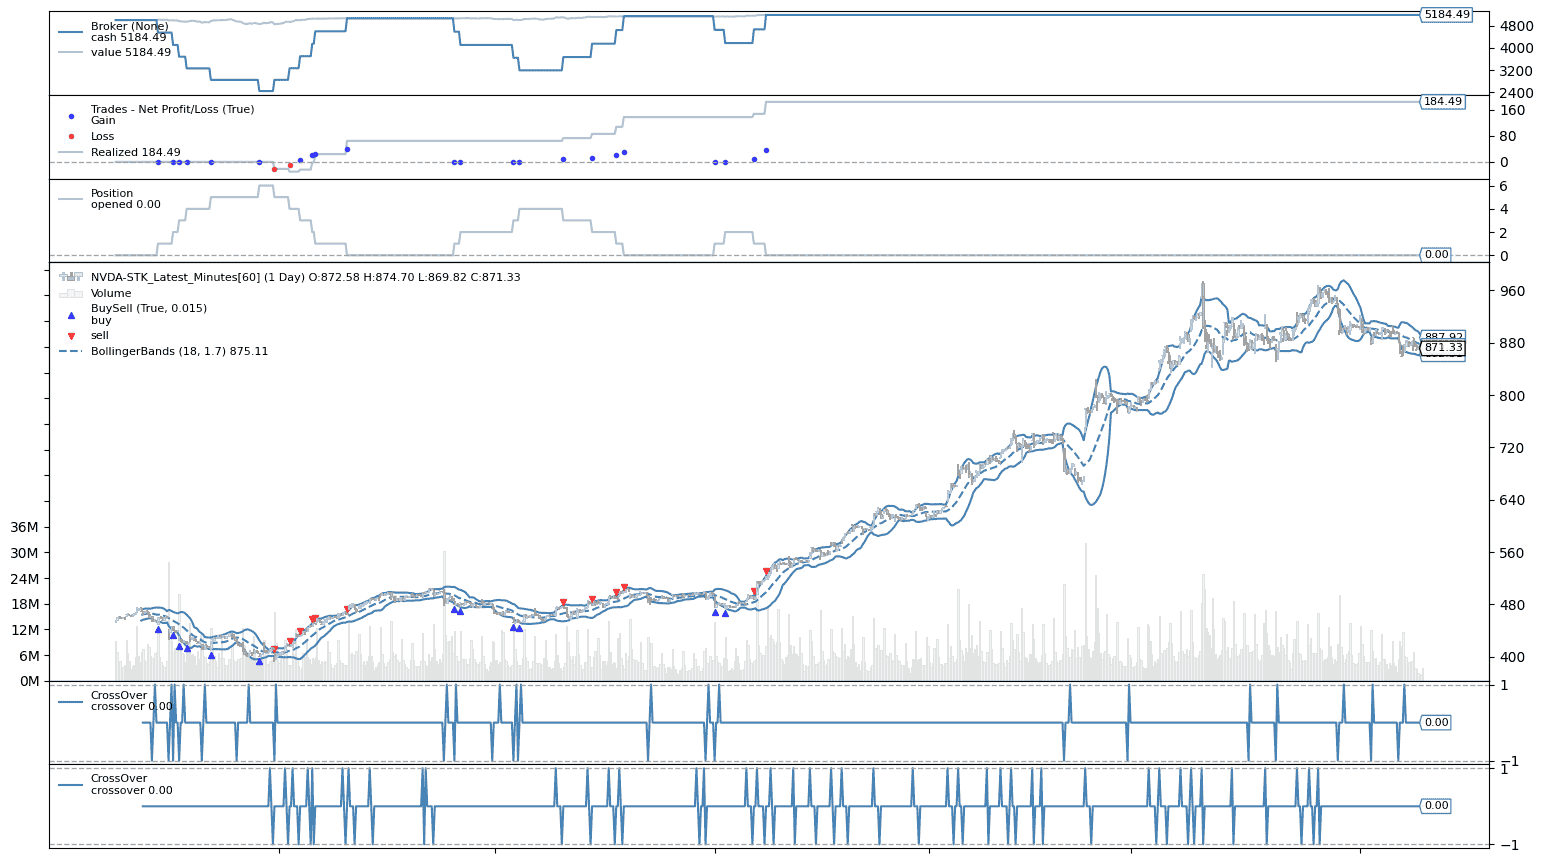 Broker (None)
cash 5184.49
value 5184.49
5184.49
4800
4000
3200
2400
Trades - Net Profit/Loss (True)
Gain
Loss
Realized 184.49
184.49
160
80
0
Position
opened 0.00
6
4
2
0
0.00
NVDA-STK_Latest_Minutes[60] (1 Day) O:872.58 H:874.70 L:869.82 C:871.33
Volume
BuySell (True, 0.015)
buy
sell
BollingerBands (18, 1.7) 875.11
960
887.92
880
871.33
800
720
640
560
480
400
36M
30M
24M
18M
12M
6M
0M
CrossOver
crossover 0.00
1
0.00
−1
CrossOver
crossover 0.00
1
0.00
−1